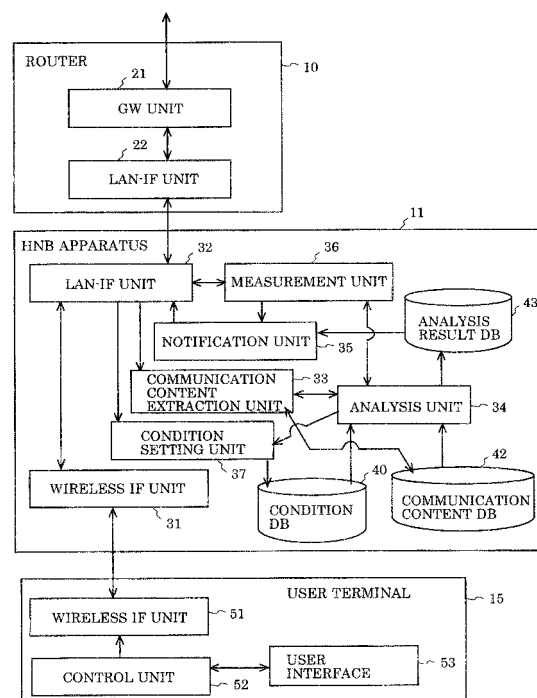 ROUTER
10
21
GW UNIT
22
LAN-IF UNIT
11
HNB APPARATUS
32
36
LAN-IF UNIT
MEASUREMENT UNIT
43
ANALYSIS
RESULT DB
NOTIFICATION UNIT
35
33
COMMUNICATION
CONTENT
EXTRACTION UNIT
ANALYSIS UNIT
34
CONDITION
SETTING UNIT
37
40
42
WIRELESS IF UNIT
31
CONDITION
DB
COMMUNICATION
CONTENT DB
USER TERMINAL
15
WIRELESS IF UNIT
51
CONTROL UNIT
52
USER
INTERFACE
53